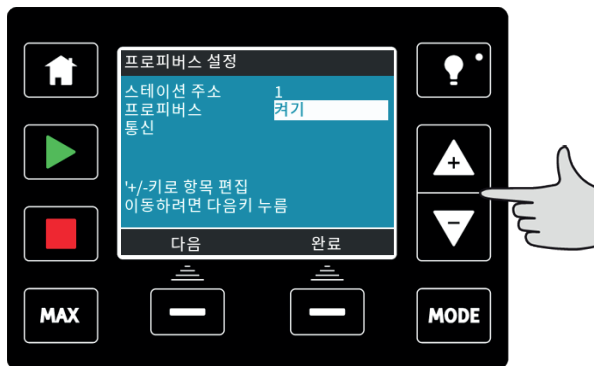 프로피버스 설정
스테이션 주소 1
프로피버스 켜기
통신
'+/-키로 항목 편집
이동하려면 다음키 누름
다음 완료
+
-
MAX
MODE